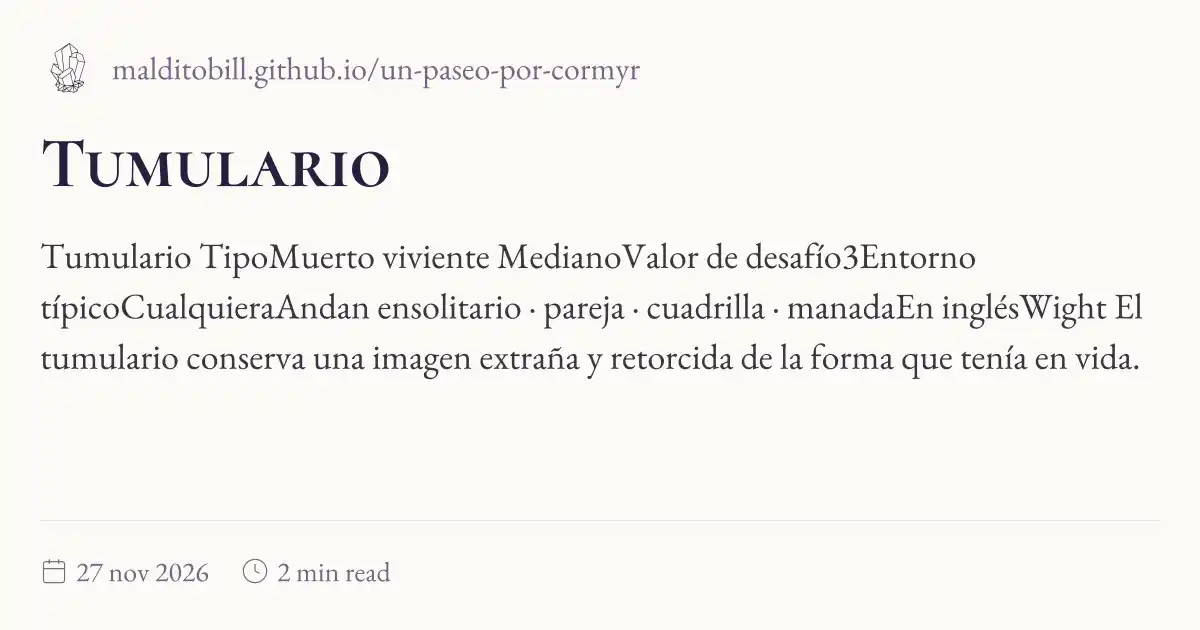 malditobill.github.io/un-paseo-por-cormyr
Tumulario
Tumulario TipoMuerto viviente MedianoValor de desafío3Entorno
típicoCualquieraAndan ensolitario · pareja · cuadrilla · manadaEn inglésWight El
tumulario conserva una imagen extraña y retorcida de la forma que tenía en vida.
27 nov 2026
2 min read